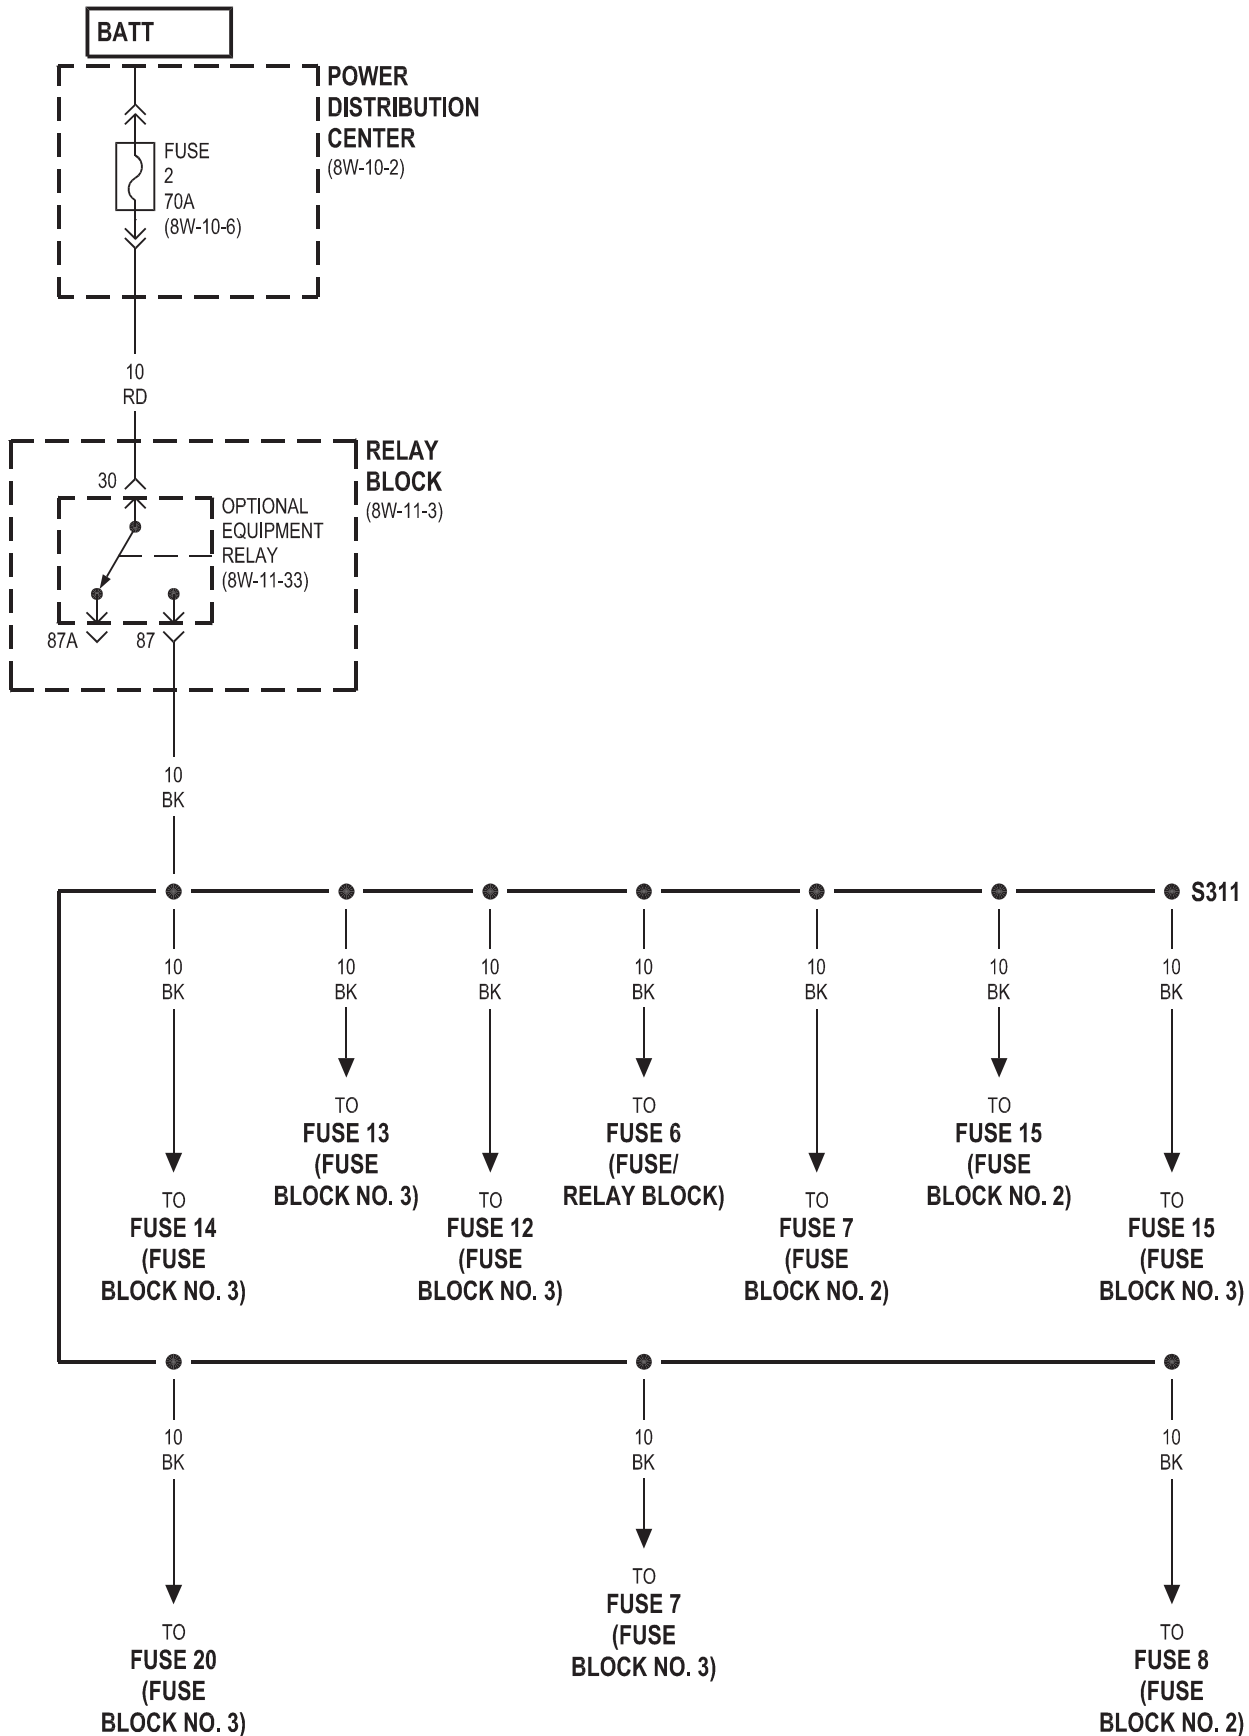 BATT
POWER
DISTRIBUTION
CENTER
(8W-10-2)
FUSE
2
70A
(8W-10-6)
10
RD
RELAY
BLOCK
(8W-11-3)
30
OPTIONAL
EQUIPMENT
RELAY
(8W-11-33)
87A
87
10
BK
S311
10
BK
10
BK
10
BK
10
BK
10
BK
10
BK
10
BK
TO
FUSE 14
(FUSE
BLOCK NO. 3)
TO
FUSE 13
(FUSE
BLOCK NO. 3)
TO
FUSE 12
(FUSE
BLOCK NO. 3)
TO
FUSE 6
(FUSE/
RELAY BLOCK)
TO
FUSE 7
(FUSE
BLOCK NO. 2)
TO
FUSE 15
(FUSE
BLOCK NO. 2)
TO
FUSE 15
(FUSE
BLOCK NO. 3)
10
BK
10
BK
10
BK
TO
FUSE 20
(FUSE
BLOCK NO. 3)
TO
FUSE 7
(FUSE
BLOCK NO. 3)
TO
FUSE 8
(FUSE
BLOCK NO. 2)